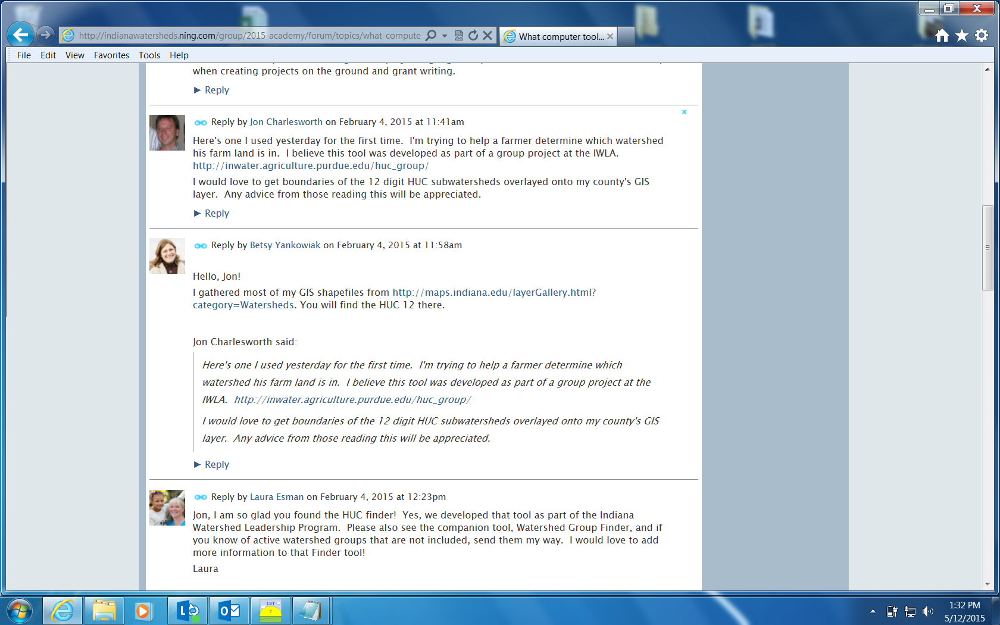 http://indianawatersheds.ning.com/group/2015-academy/forum/topics/what-compute
What computer tool...
File Edit View Favorites Tools Help
when creating projects on the ground and grant writing.
► Reply
Reply by Jon Charlesworth on February 4, 2015 at 11:41am
x
Here's one I used yesterday for the first time.  I'm trying to help a farmer determine which watershed
his farm land is in.  I believe this tool was developed as part of a group project at the IWLA.
http://inwater.agriculture.purdue.edu/huc_group/
I would love to get boundaries of the 12 digit HUC subwatersheds overlayed onto my county's GIS
layer.  Any advice from those reading this will be appreciated.
► Reply
Reply by Betsy Yankowiak on February 4, 2015 at 11:58am
Hello, Jon!
I gathered most of my GIS shapefiles from http://maps.indiana.edu/layerGallery.html?
category=Watersheds. You will find the HUC 12 there.
Jon Charlesworth said:
Here's one I used yesterday for the first time.  I'm trying to help a farmer determine which
watershed his farm land is in.  I believe this tool was developed as part of a group project at the
IWLA.  http://inwater.agriculture.purdue.edu/huc_group/
I would love to get boundaries of the 12 digit HUC subwatersheds overlayed onto my county's GIS
layer.  Any advice from those reading this will be appreciated.
► Reply
Reply by Laura Esman on February 4, 2015 at 12:23pm
Jon, I am so glad you found the HUC finder!  Yes, we developed that tool as part of the Indiana
Watershed Leadership Program.  Please also see the companion tool, Watershed Group Finder, and if
you know of active watershed groups that are not included, send them my way.  I would love to add
more information to that Finder tool!
Laura
CST
7
1:32 PM
5/12/2015